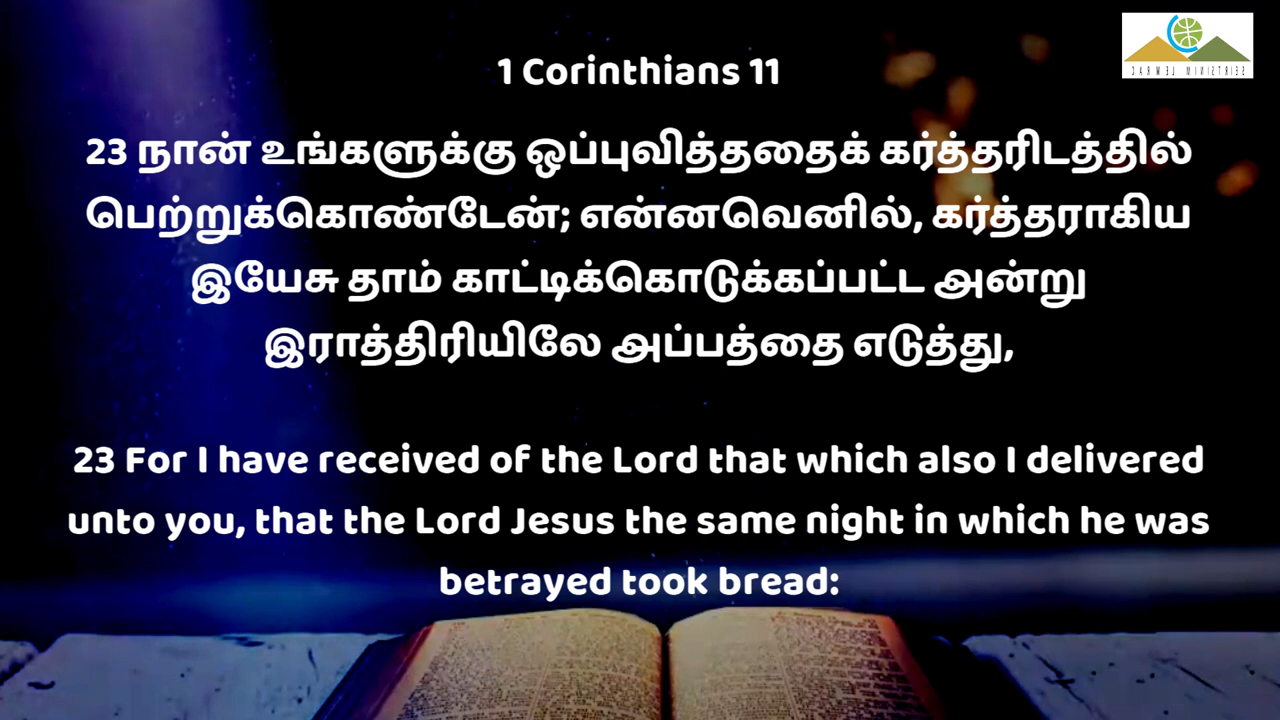 1 Corinthians 11
23 நான் உங்களுக்கு ஒப்புவித்ததைக் கர்த்தரிடத்தில்
பெற்றுக்கொண்டேன்; என்னவெனில், கர்த்தராகிய
இயேசு தாம் காட்டிக்கொடுக்கப்பட்ட அன்று
இராத்திரியிலே அப்பத்தை எடுத்து,
23 For I have received of the Lord that which also I delivered
unto you, that the Lord Jesus the same night in which he was
betrayed took bread: